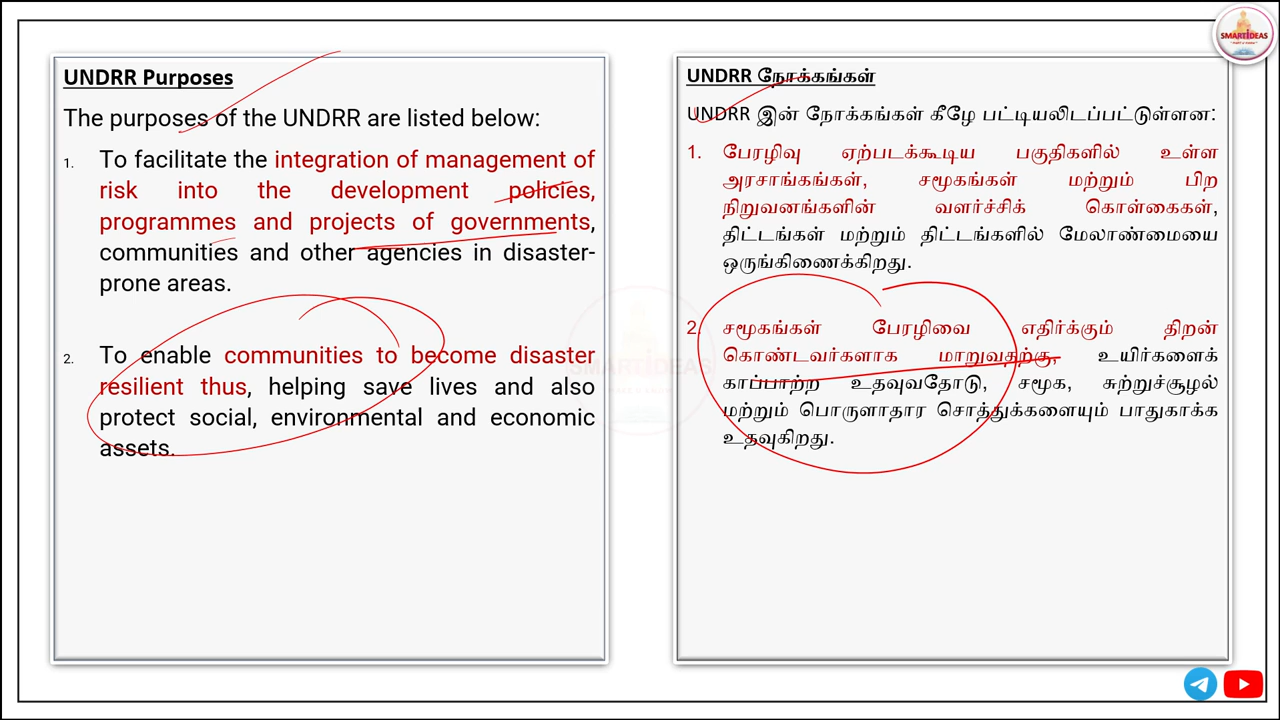 SMARTIDEAS
UNDRR Purposes
The purposes of the UNDRR are listed below:
1. To facilitate the integration of management of
risk into the development policies,
programmes and projects of governments,
communities and other agencies in disaster-
prone areas.
2. To enable communities to become disaster
resilient thus, helping save lives and also
protect social, environmental and economic
assets.
UNDRR நோக்கங்கள்
UNDRR இன் நோக்கங்கள் கீழே பட்டியலிடப்பட்டுள்ளன:
1. பேரழிவு ஏற்படக்கூடிய பகுதிகளில் உள்ள
அரசாங்கங்கள், சமூகங்கள் மற்றும் பிற
நிறுவனங்களின் வளர்ச்சிக் கொள்கைகள்,
திட்டங்கள் மற்றும் திட்டங்களில் மேலாண்மையை
ஒருங்கிணைக்கிறது.
2. சமூகங்கள் பேரழிவை எதிர்க்கும் திறன்
கொண்டவர்களாக மாறுவதற்கு, உயிர்களைக்
காப்பாற்ற உதவுவதோடு, சமூக, சுற்றுச்சூழல்
மற்றும் பொருளாதார சொத்துக்களையும் பாதுகாக்க
உதவுகிறது.
SMARTIDEAS